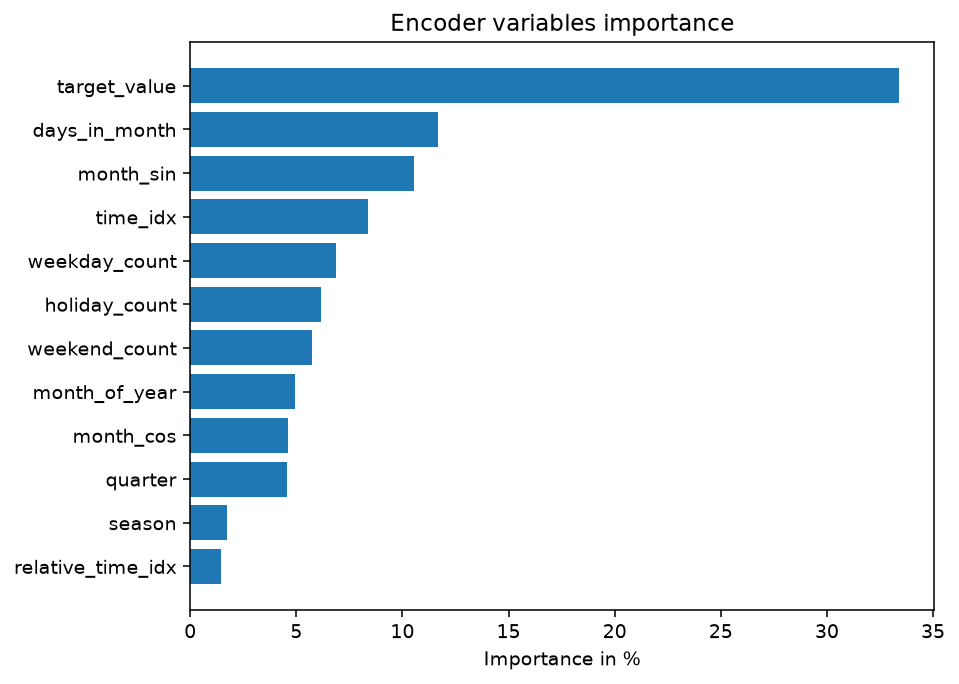 Encoder variables importance
target_value
days_in_month
month_sin
time_idx
weekday_count
holiday_count
weekend_count
month_of_year
month_cos
quarter
season
relative_time_idx
0 5 10 15 20 25 30 35
Importance in %